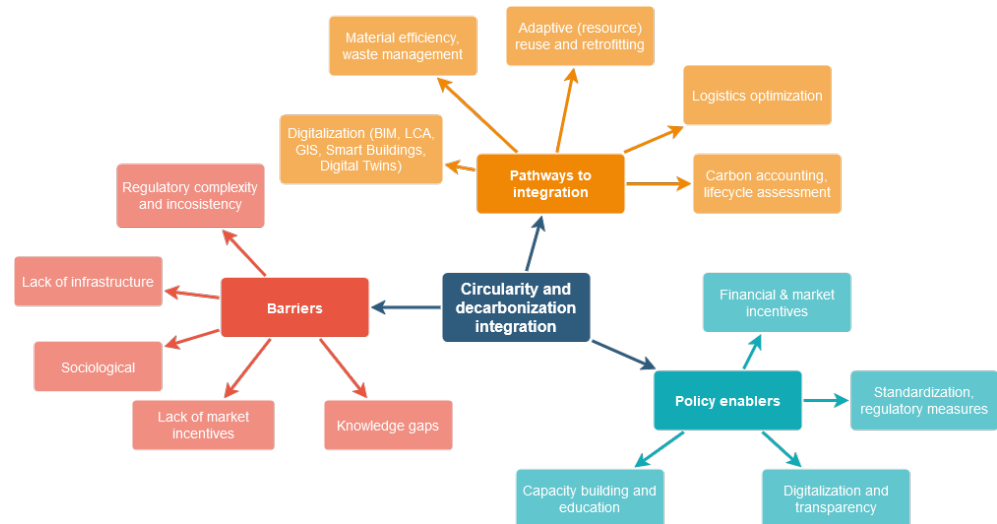 Material efficiency,
waste management
Adaptive (resource)
reuse and retrofitting
Logistics optimization
Digitalization (BIM, LCA,
GIS, Smart Buildings,
Digital Twins)
Pathways to
integration
Carbon accounting,
lifecycle assessment
Regulatory complexity
and incosistency
Lack of infrastructure
Barriers
Sociological
Lack of market
incentives
Knowledge gaps
Circularity and
decarbonization
integration
Financial & market
incentives
Policy enablers
Standardization,
regulatory measures
Capacity building and
education
Digitalization and
transparency